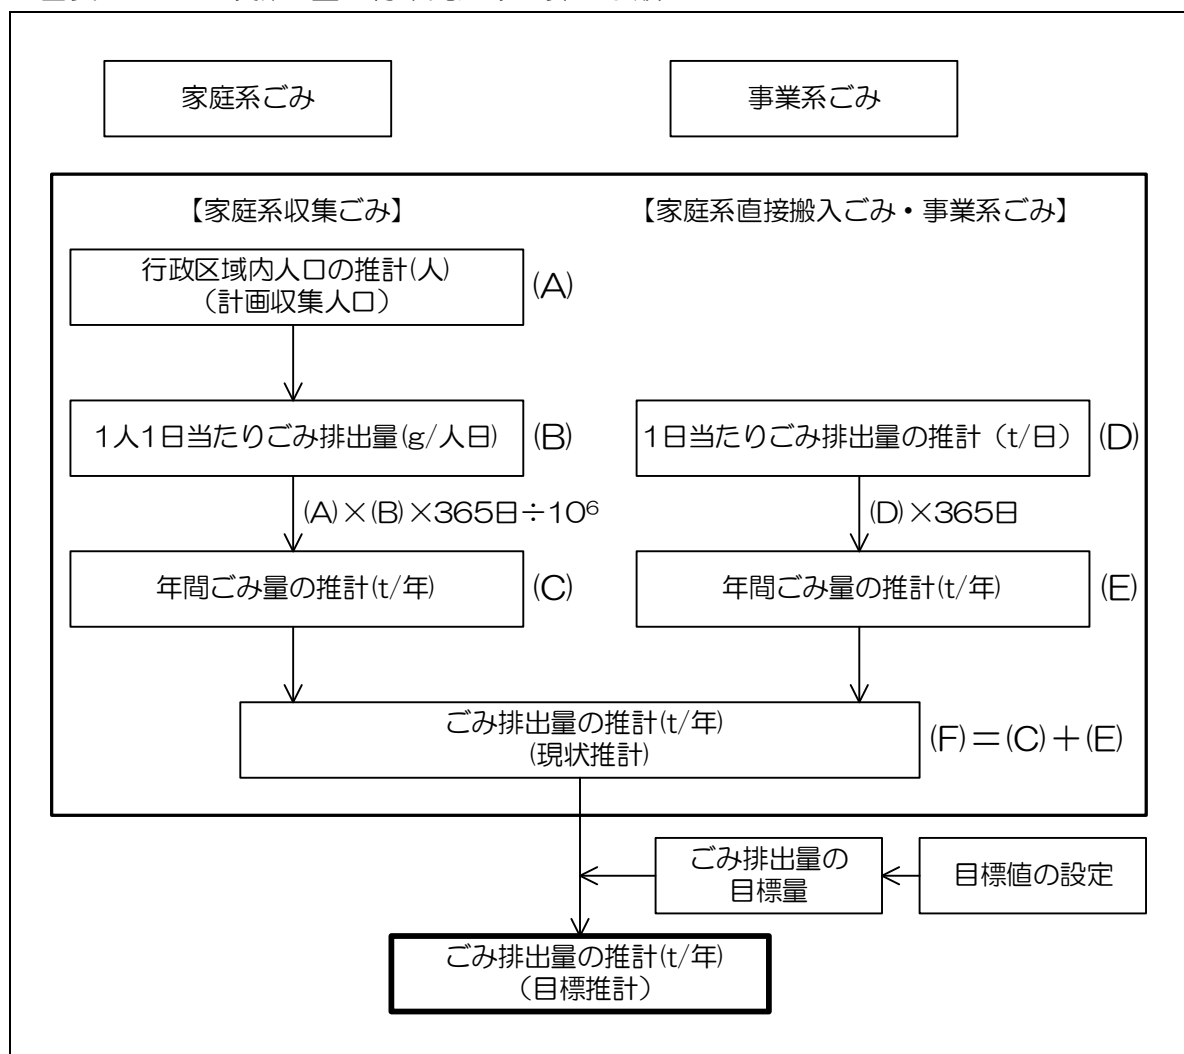 家庭系ごみ
事業系ごみ
【家庭系収集ごみ】
【家庭系直接搬入ごみ・事業系ごみ】
行政区域内人口の推計(人)
（計画収集人口）
(A)
1人1日当たりごみ排出量(g/人日)
(B)
1日当たりごみ排出量の推計（t/日）
(D)
(A)×(B)×365日÷10⁶
(D)×365日
年間ごみ量の推計(t/年)
(C)
年間ごみ量の推計(t/年)
(E)
ごみ排出量の推計(t/年)
(現状推計)
(F)＝(C)＋(E)
ごみ排出量の
目標量
目標値の設定
ごみ排出量の推計(t/年)
（目標推計）